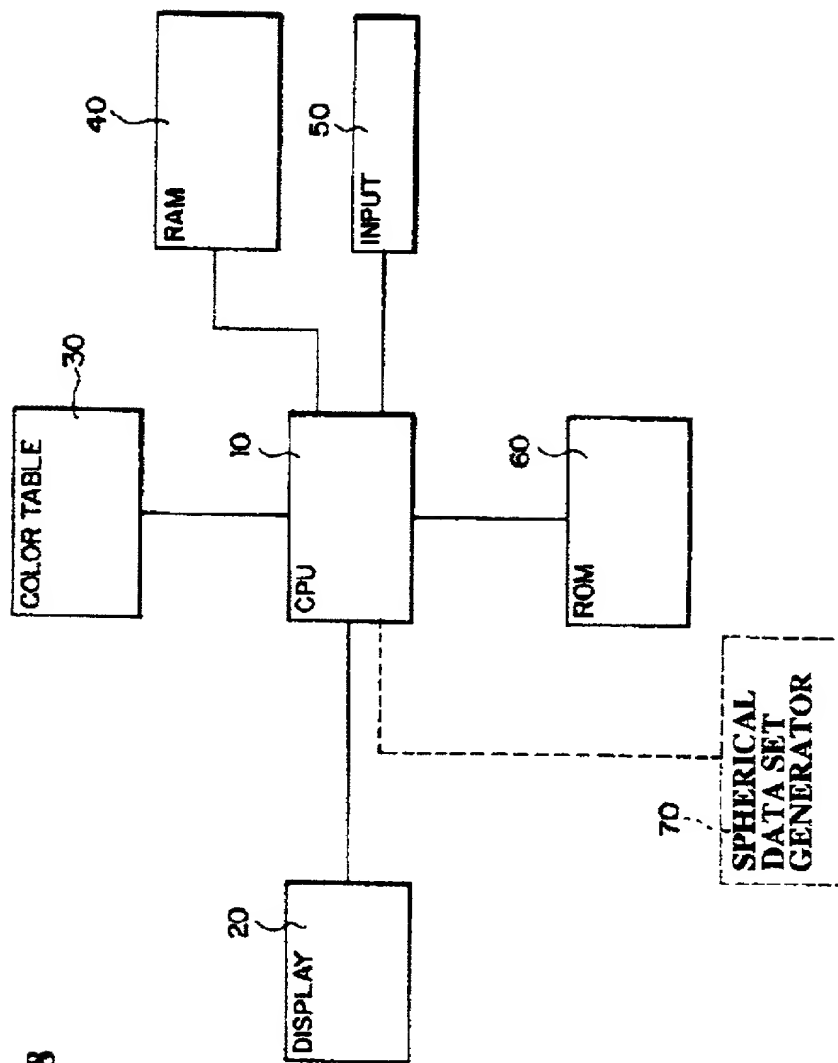 COLOR TABLE
30
RAM
40
INPUT
50
CPU
10
DISPLAY
20
ROM
60
70
SPHERICAL
DATA SET
GENERATOR